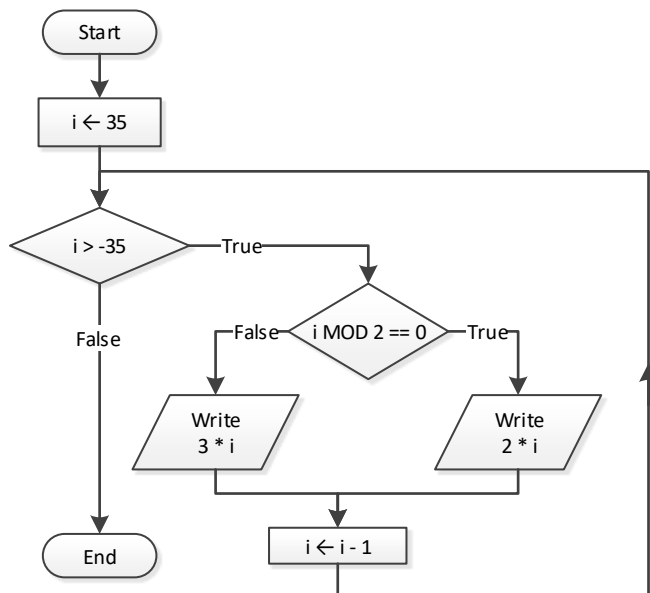 Start
i ← 35
i > -35
True
False
i MOD 2 == 0
False
True
Write
3 * i
Write
2 * i
i ← i - 1
End